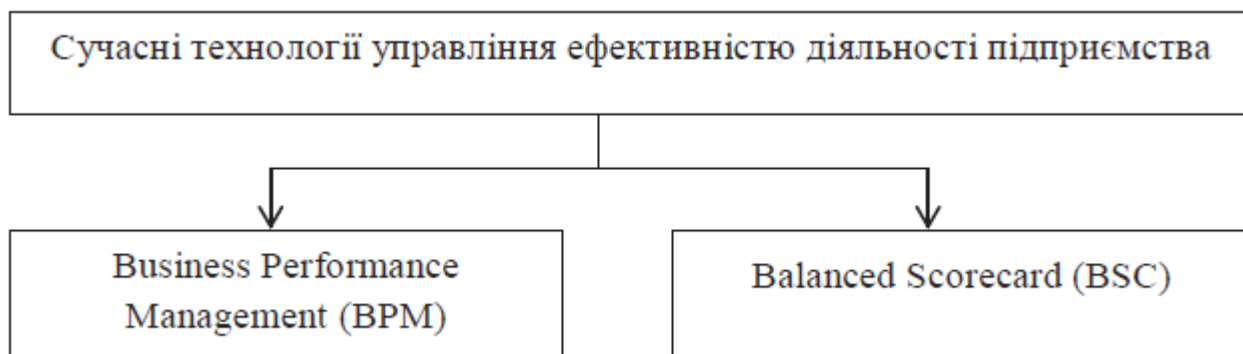 Сучасні технології управління ефективністю діяльності підприємства
Business Performance
Management (BPM)
Balanced Scorecard (BSC)